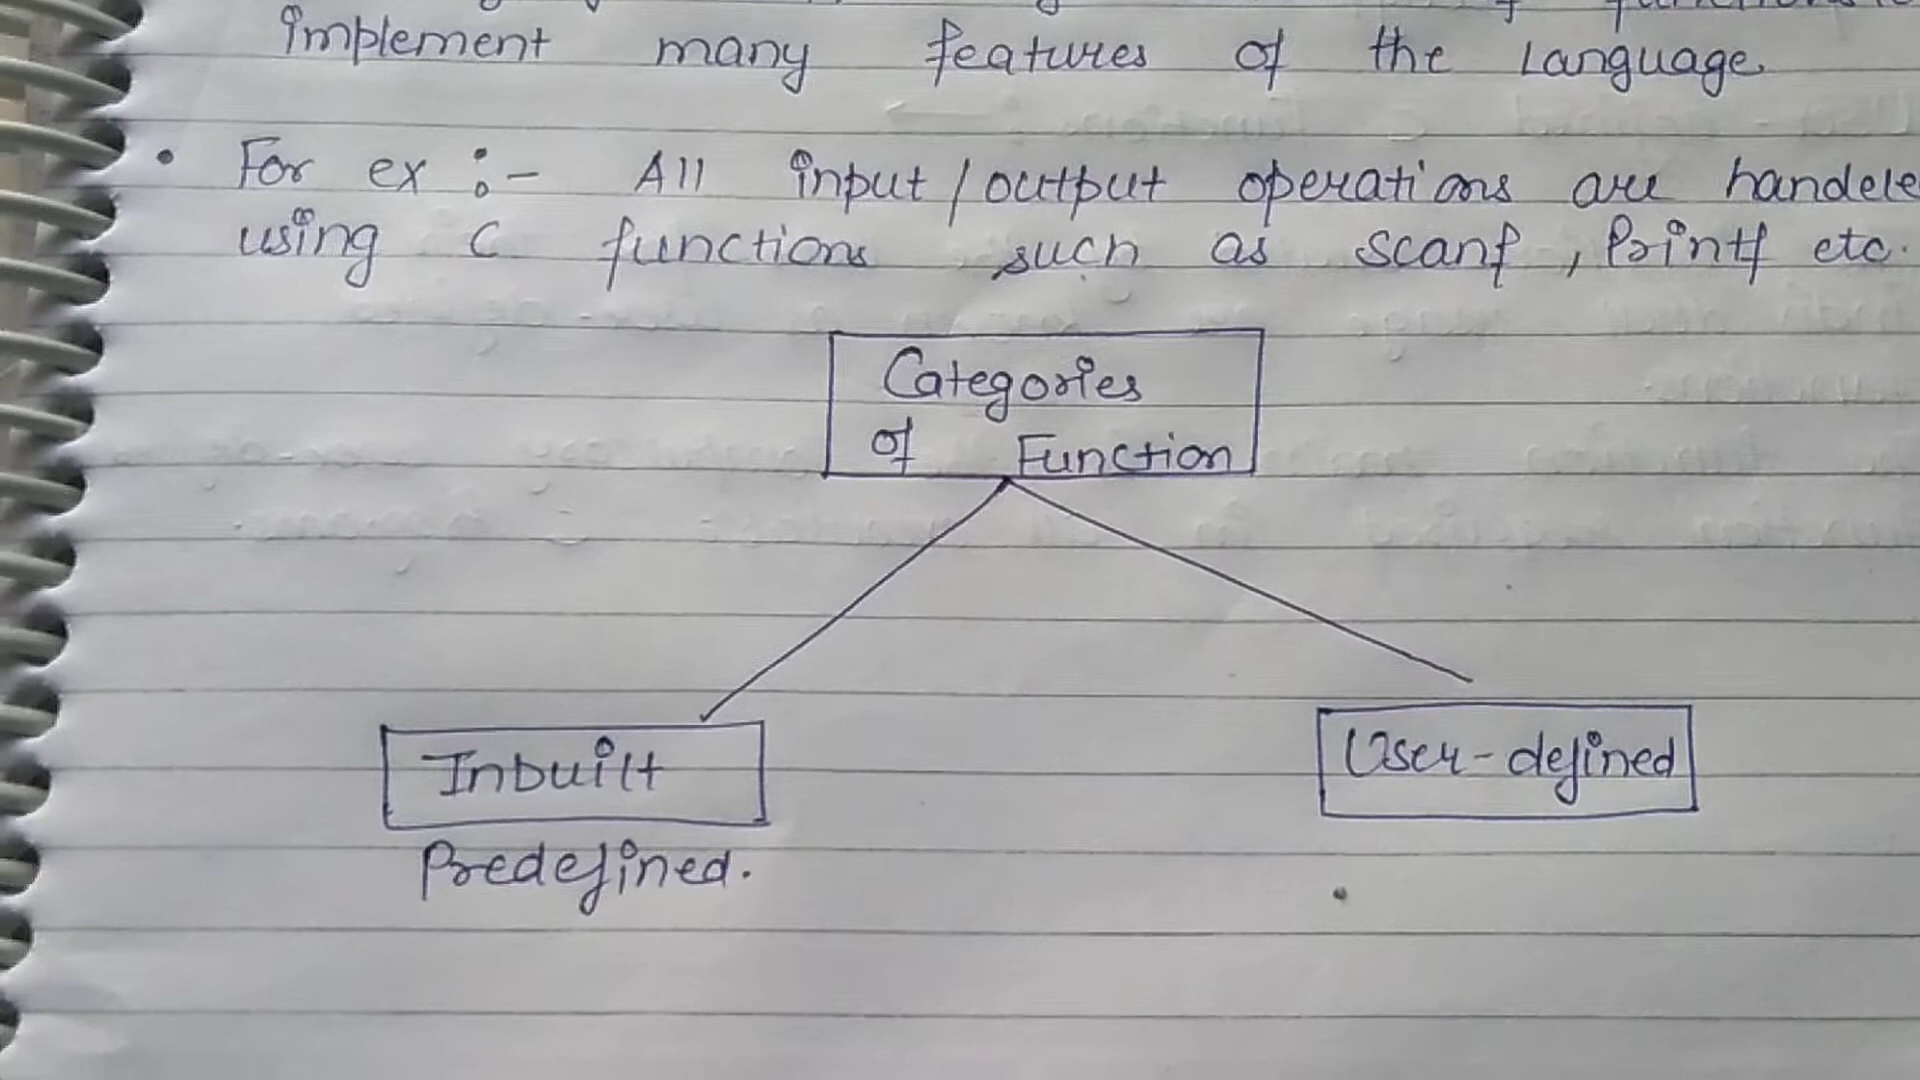 implement many features of the Language.
• For ex :- All input/output operations are handele
using C functions such as scanf, Printf etc.
Categories
of Function
Inbuilt
User-defined
Predefined.